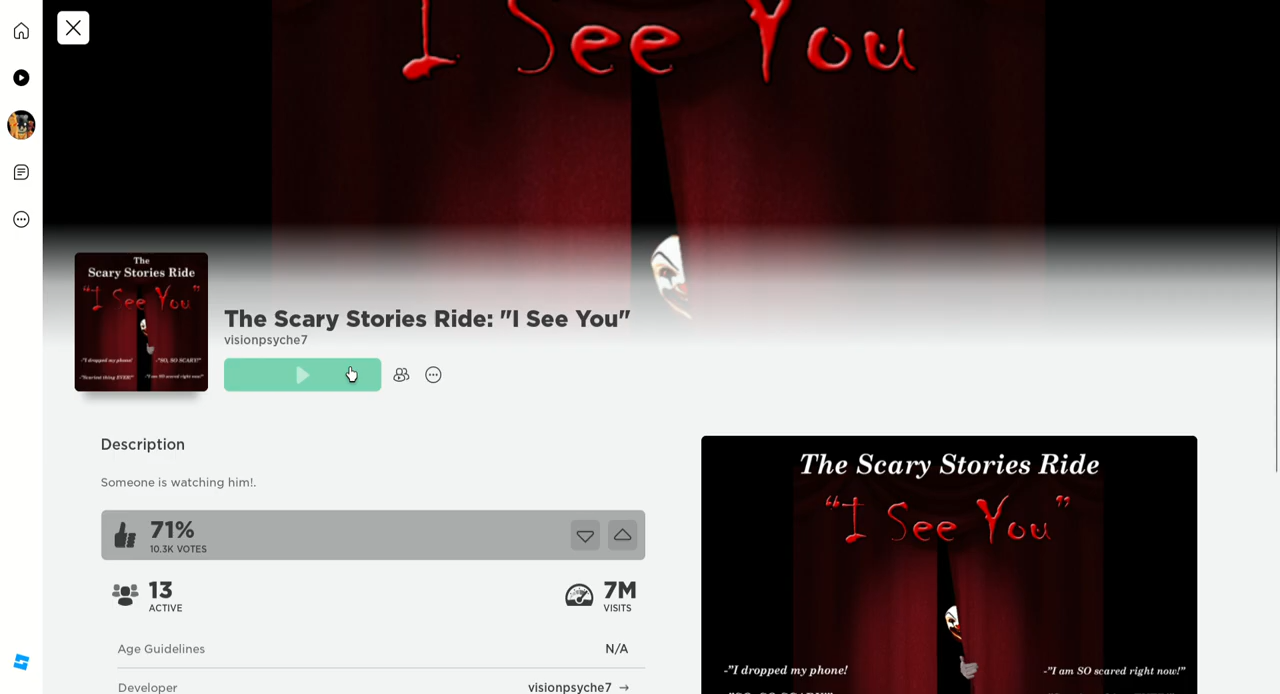 I See You
The
Scary Stories Ride
"I See You"
-"I dropped my phone!
-"SO, SO SCARY!"
-"Scariest thing EVER!"
-"I am SO scared right now!"
The Scary Stories Ride: "I See You"
visionpsyche7
Description
Someone is watching him!.
71%
10.3K VOTES
13
ACTIVE
7M
VISITS
Age Guidelines
N/A
Developer
visionpsyche7 →
The Scary Stories Ride
“I See You”
-"I dropped my phone!
-"I am SO scared right now!"